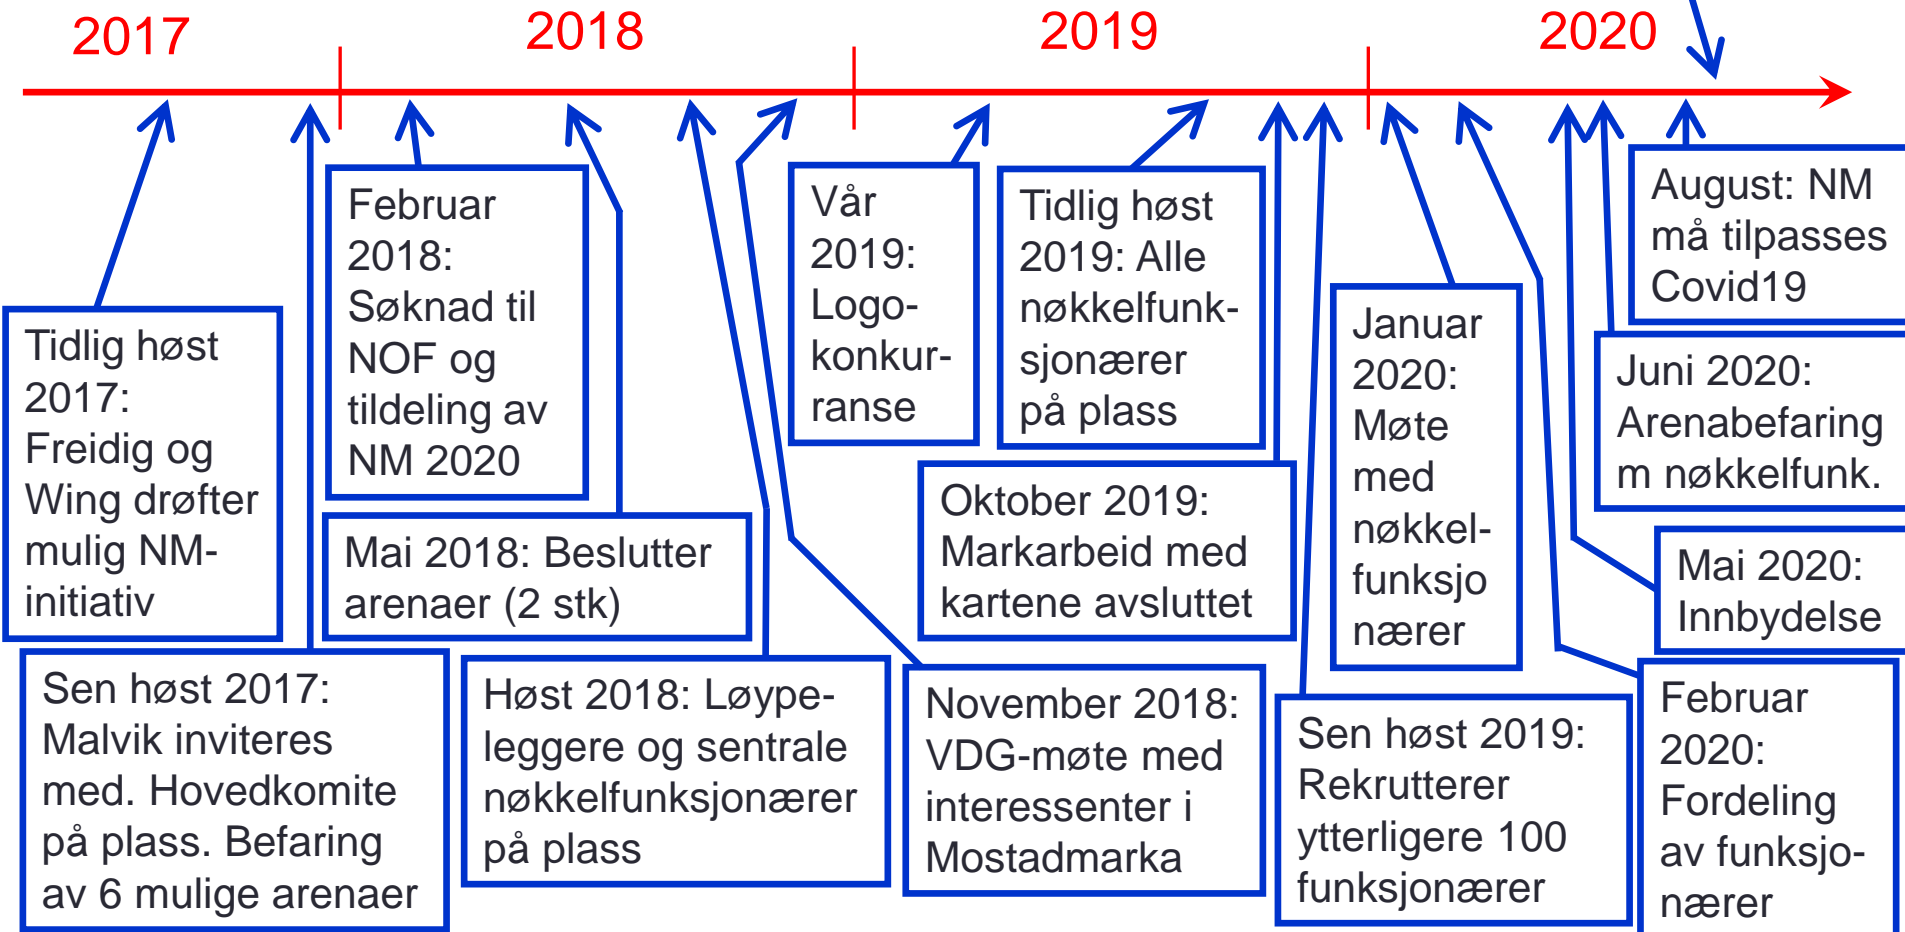 2017
2018
2019
2020
Tidlig høst
2017:
Freidig og
Wing drøfter
mulig NM-
initiativ
Sen høst 2017:
Malvik inviteres
med. Hovedkomite
på plass. Befaring
av 6 mulige arenaer
Februar
2018:
Søknad til
NOF og
tildeling av
NM 2020
Mai 2018: Beslutter
arenaer (2 stk)
Høst 2018: Løype-
leggere og sentrale
nøkkelfunksjonærer
på plass
November 2018:
VDG-møte med
interessenter i
Mostadmarka
Vår
2019:
Logo-
konkur-
ranse
Tidlig høst
2019: Alle
nøkkelfunk-
sjonærer
på plass
Oktober 2019:
Markarbeid med
kartene avsluttet
Sen høst 2019:
Rekrutterer
ytterligere 100
funksjonærer
Januar
2020:
Møte
med
nøkkel-
funksjo
nærer
Februar
2020:
Fordeling
av funksjo-
nærer
Mai 2020:
Innbydelse
Juni 2020:
Arenabefaring
m nøkkelfunk.
August: NM
må tilpasses
Covid19